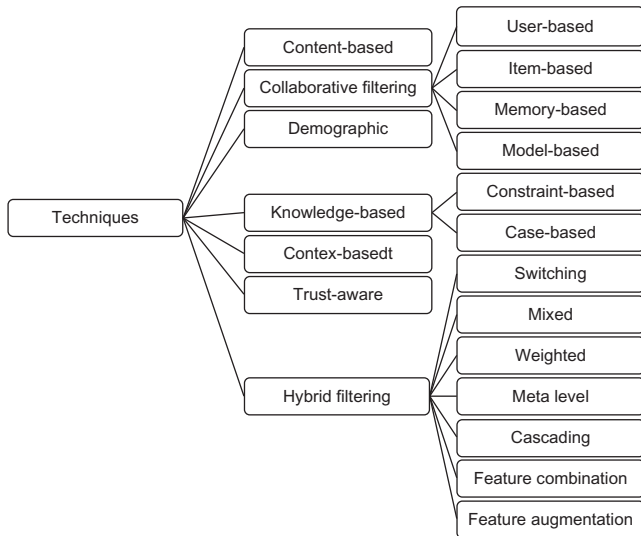 Techniques
Content-based
Collaborative filtering
Demographic
Knowledge-based
Contex-basedt
Trust-aware
Hybrid filtering
User-based
Item-based
Memory-based
Model-based
Constraint-based
Case-based
Switching
Mixed
Weighted
Meta level
Cascading
Feature combination
Feature augmentation